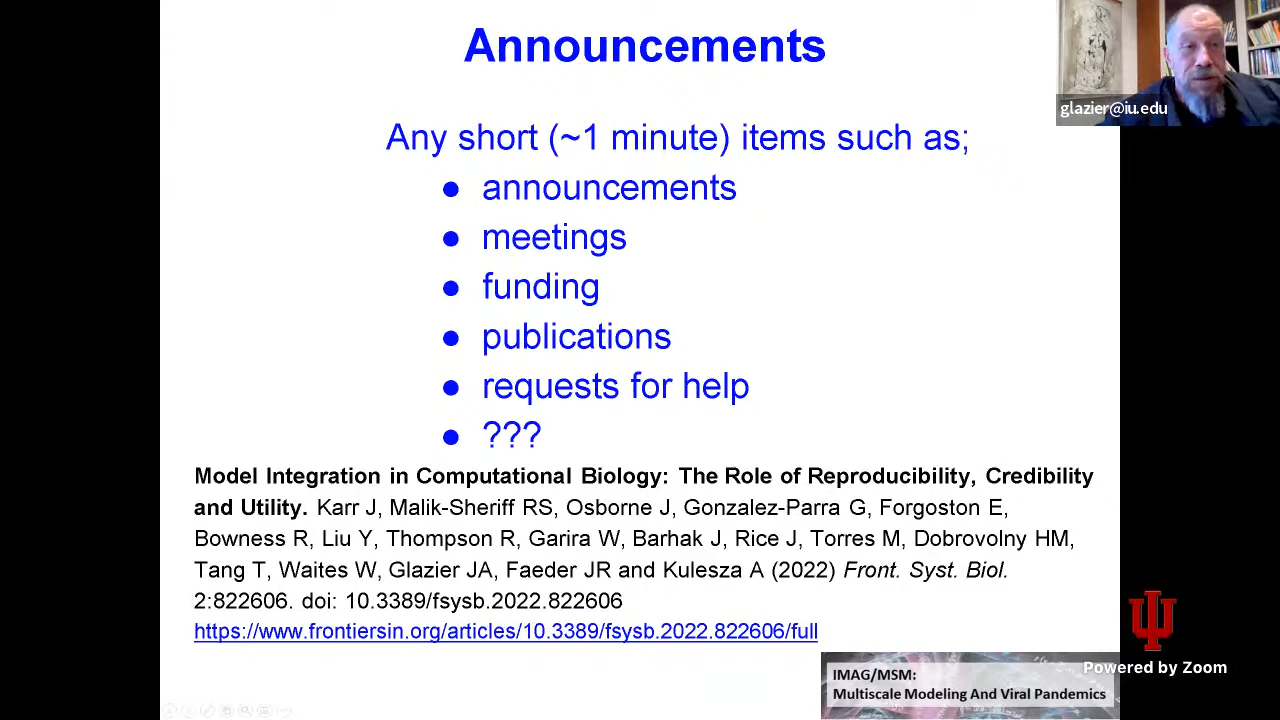 Announcements
glazier@iu.edu
Any short (~1 minute) items such as;
● announcements
● meetings
● funding
● publications
● requests for help
● ???
Model Integration in Computational Biology: The Role of Reproducibility, Credibility
and Utility. Karr J, Malik-Sheriff RS, Osborne J, Gonzalez-Parra G, Forgoston E,
Bowness R, Liu Y, Thompson R, Garira W, Barhak J, Rice J, Torres M, Dobrovolny HM,
Tang T, Waites W, Glazier JA, Faeder JR and Kulesza A (2022) Front. Syst. Biol.
2:822606. doi: 10.3389/fsysb.2022.822606
https://www.frontiersin.org/articles/10.3389/fsysb.2022.822606/full
Powered by Zoom
IMAG/MSM:
Multiscale Modeling And Viral Pandemics